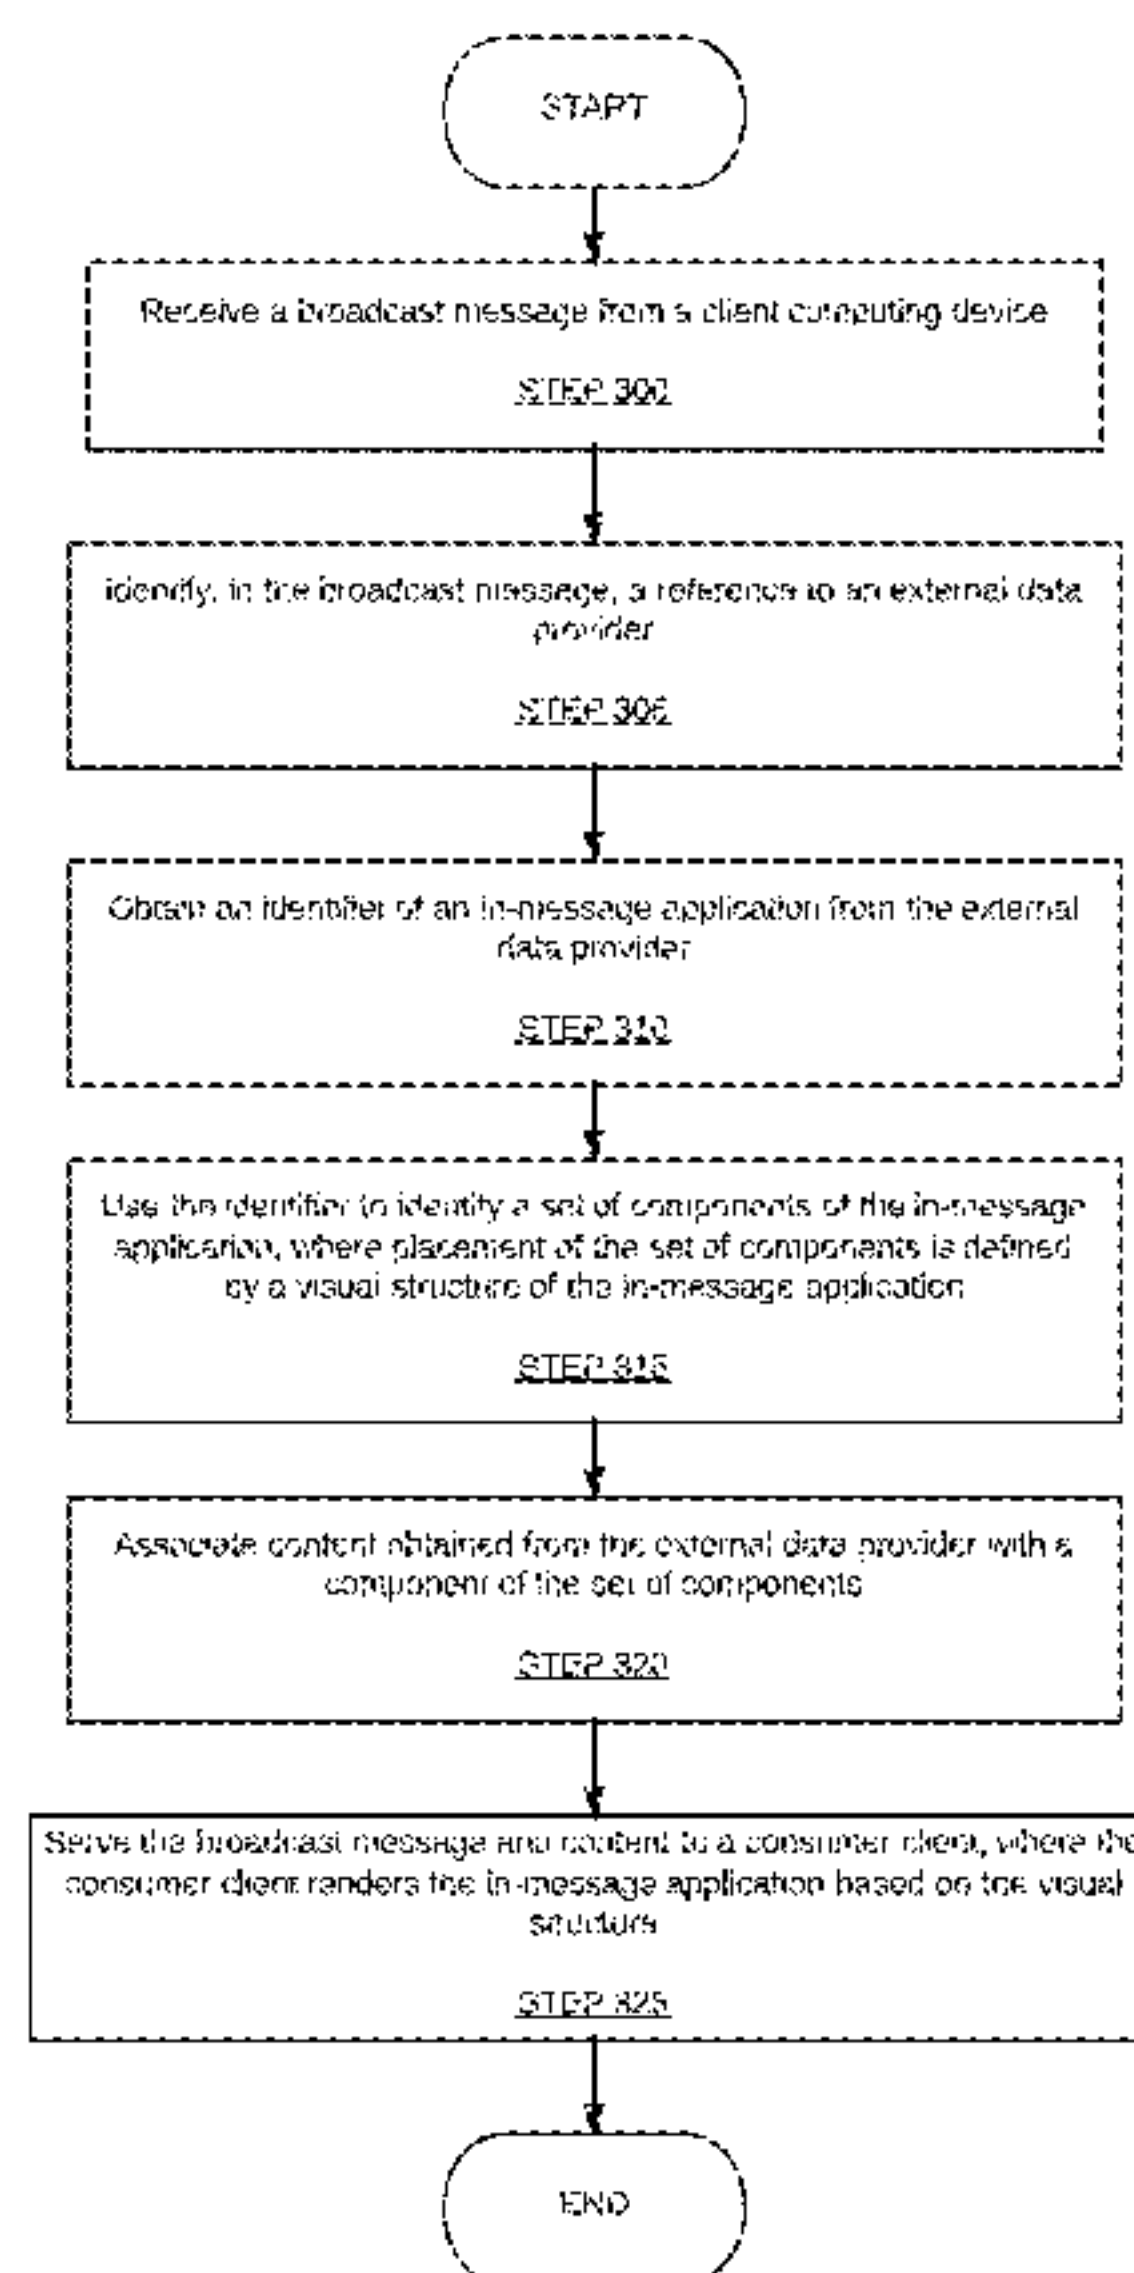 START
Receive a broadcast message from a client computing device
STEP 300
Identify, in the broadcast message, a reference to an external data
provider
STEP 305
Obtain an identifier of an in-message application from the external
data provider
STEP 310
Use the identifier to identify a set of components of the in-message
application, where placement of the set of components is defined
by a visual structure of the in-message application
STEP 315
Associate content obtained from the external data provider with a
component of the set of components
STEP 320
Serve the broadcast message and content to a consumer client, where the
consumer client renders the in-message application based on the visual
structure
STEP 325
END